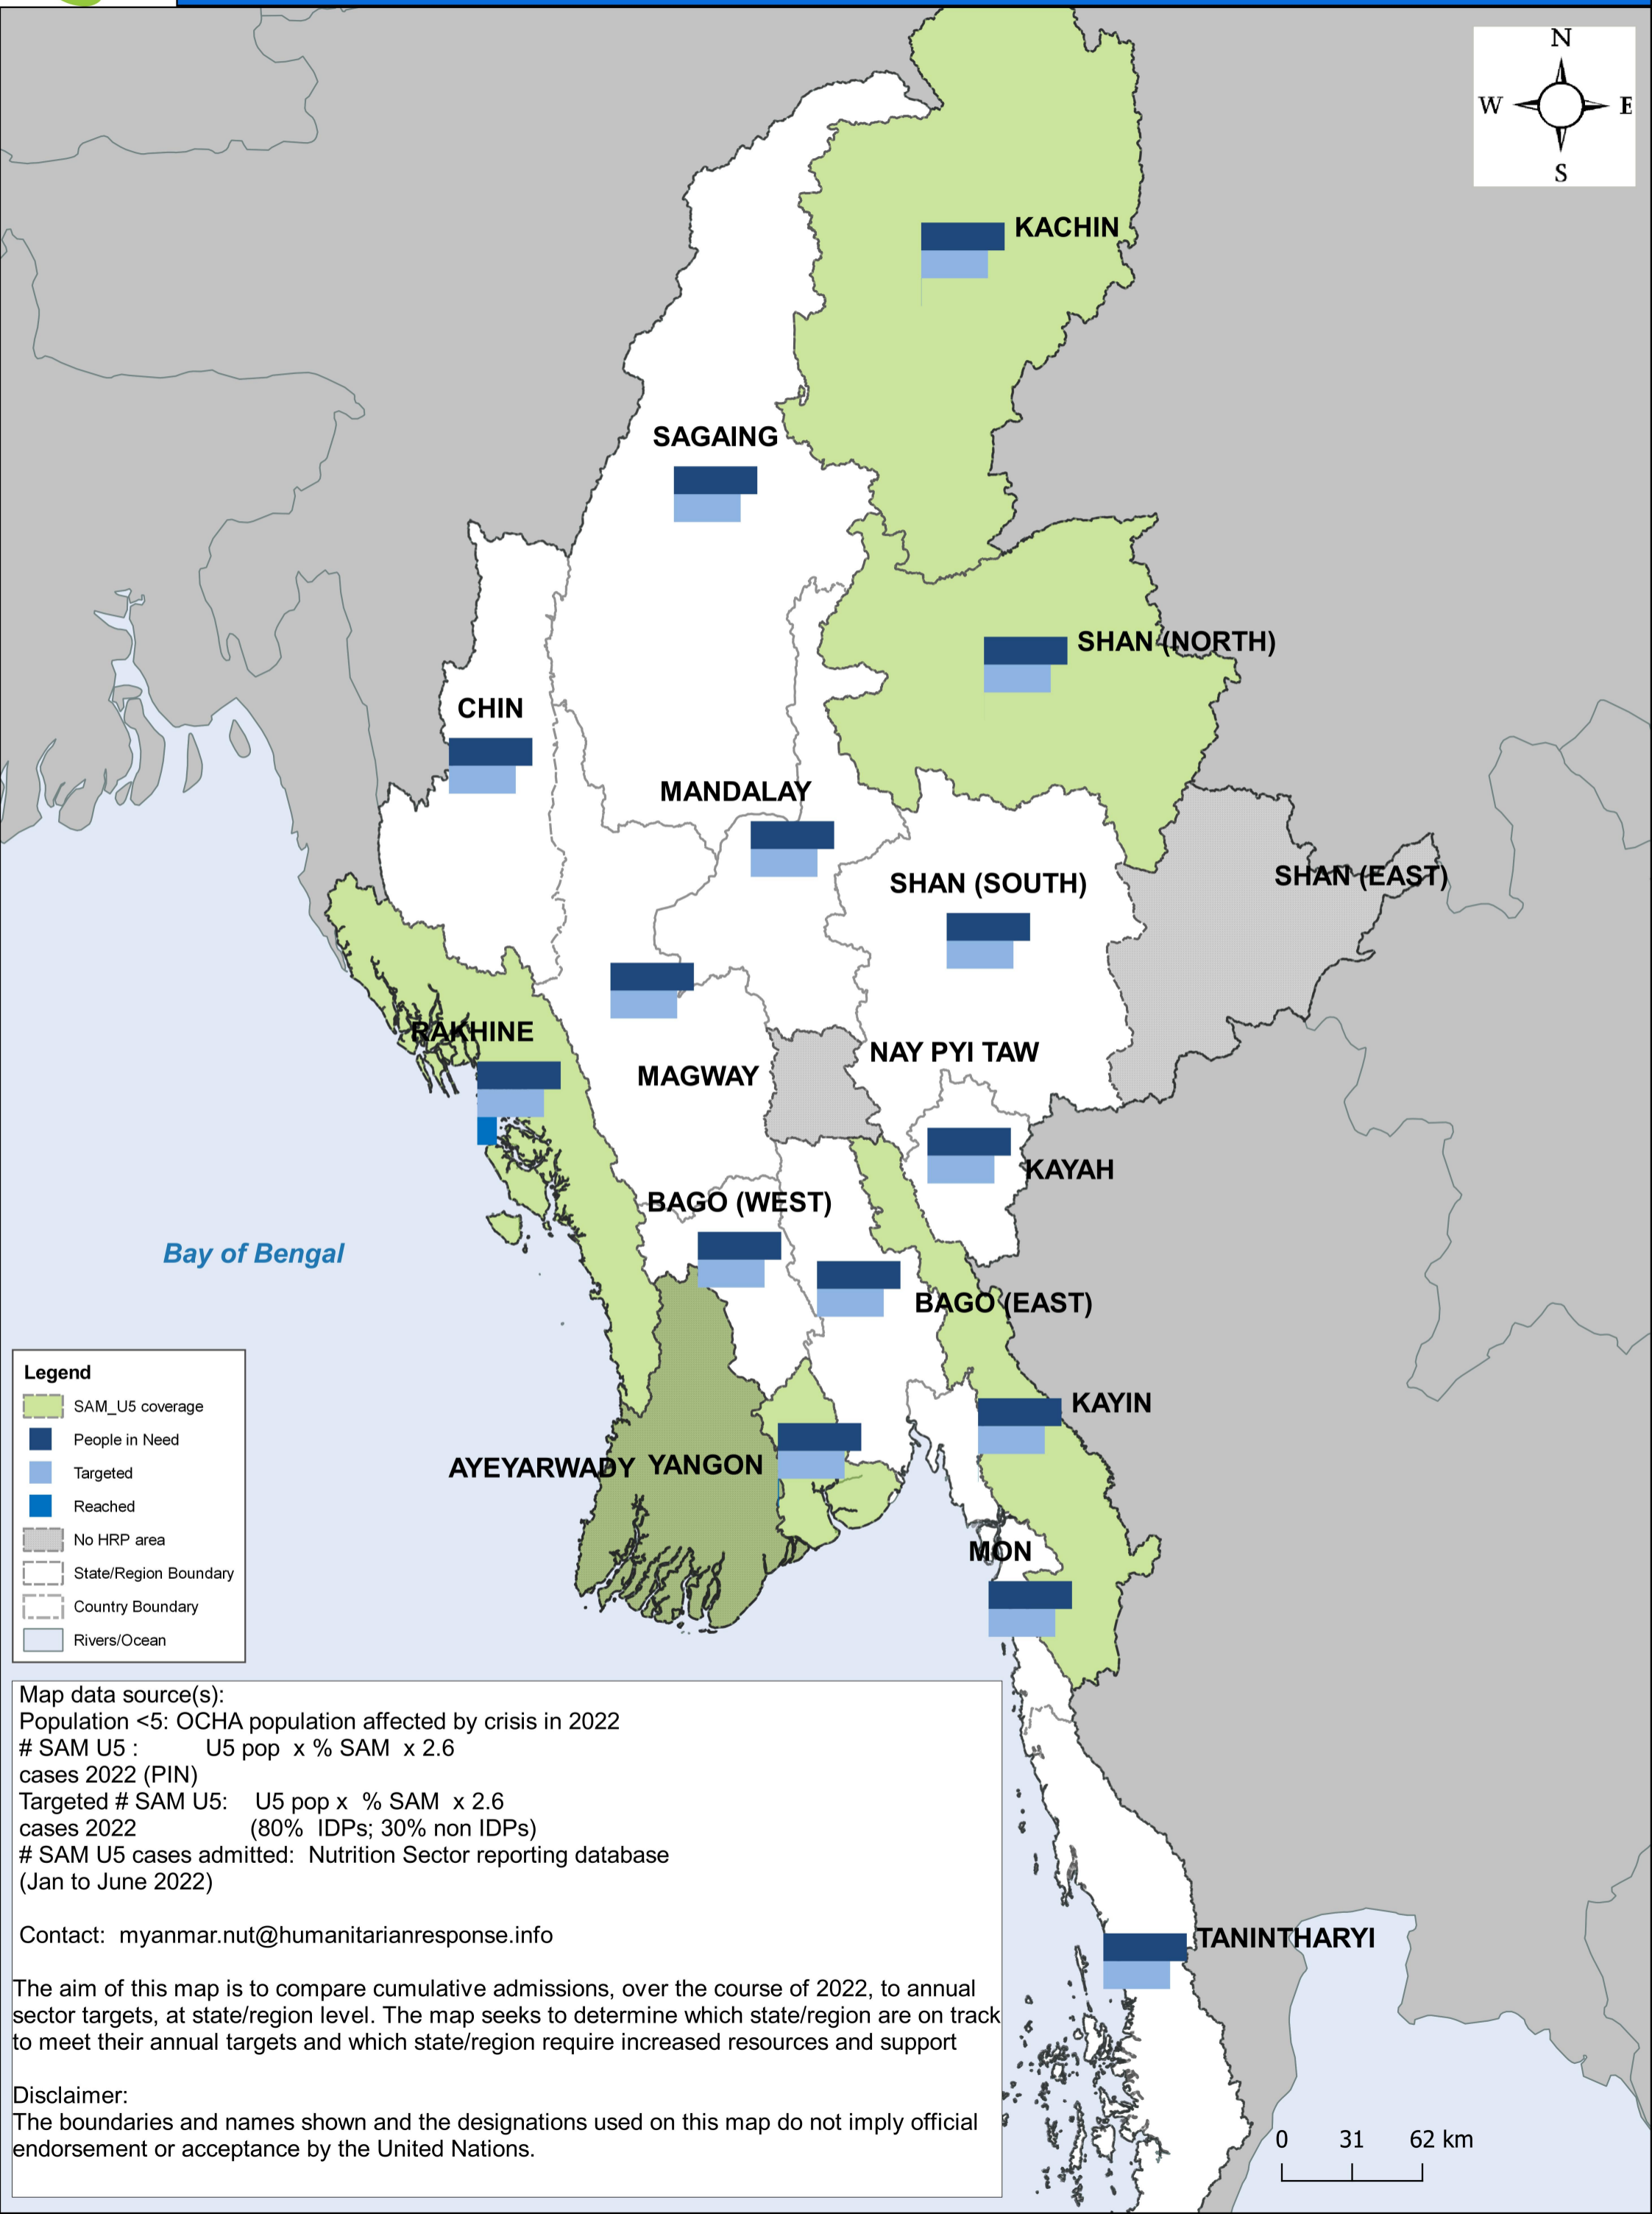 N
W E
S
KACHIN
SAGAING
SHAN (NORTH)
CHIN
MANDALAY
SHAN (SOUTH)
SHAN (EAST)
RAKHINE
NAY PYI TAW
MAGWAY
KAYAH
BAGO (WEST)
Bay of Bengal
BAGO (EAST)
KAYIN
AYEYARWADY YANGON
MON
TANINTHARYI
Legend
SAM_U5 coverage
People in Need
Targeted
Reached
No HRP area
State/Region Boundary
Country Boundary
Rivers/Ocean
Map data source(s):
Population <5: OCHA population affected by crisis in 2022
# SAM U5 : U5 pop x % SAM x 2.6
cases 2022 (PIN)
Targeted # SAM U5: U5 pop x % SAM x 2.6
cases 2022 (80% IDPs; 30% non IDPs)
# SAM U5 cases admitted: Nutrition Sector reporting database
(Jan to June 2022)
Contact: myanmar.nut@humanitarianresponse.info
The aim of this map is to compare cumulative admissions, over the course of 2022, to annual
sector targets, at state/region level. The map seeks to determine which state/region are on track
to meet their annual targets and which state/region require increased resources and support
Disclaimer:
The boundaries and names shown and the designations used on this map do not imply official
endorsement or acceptance by the United Nations.
0 31 62 km